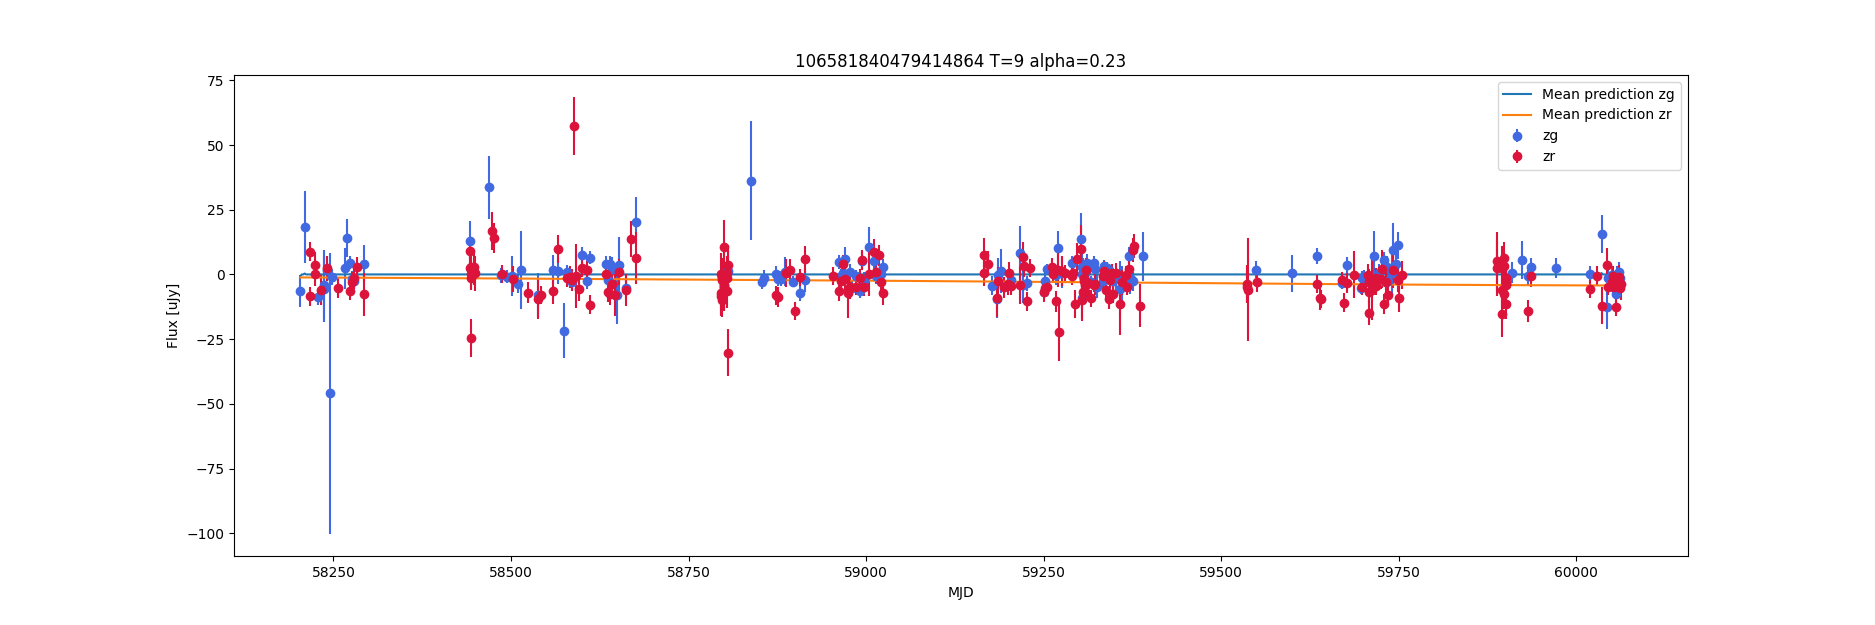 106581840479414864 T=9 alpha=0.23
Flux [uJy]
75
50
25
0
−25
−50
−75
−100
Mean prediction zg
Mean prediction zr
zg
zr
58250 58500 58750 59000 59250 59500 59750 60000
MJD